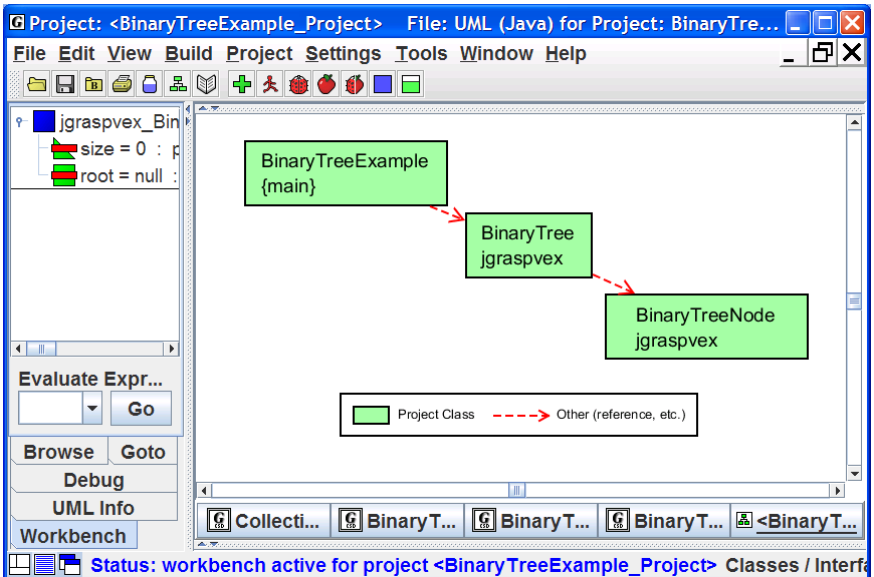 G Project: <BinaryTreeExample_Project> File: UML (Java) for Project: BinaryTre...
File Edit View Build Project Settings Tools Window Help
jgraspvex_Bin
size = 0 : p
root = null :
Evaluate Expr...
Go
Browse Goto
Debug
UML Info
Workbench
BinaryTreeExample
{main}
BinaryTree
jgraspvex
BinaryTreeNode
jgraspvex
Project Class Other (reference, etc.)
Collecti... BinaryT... BinaryT... BinaryT... <BinaryT...
Status: workbench active for project <BinaryTreeExample_Project> Classes / Interfa